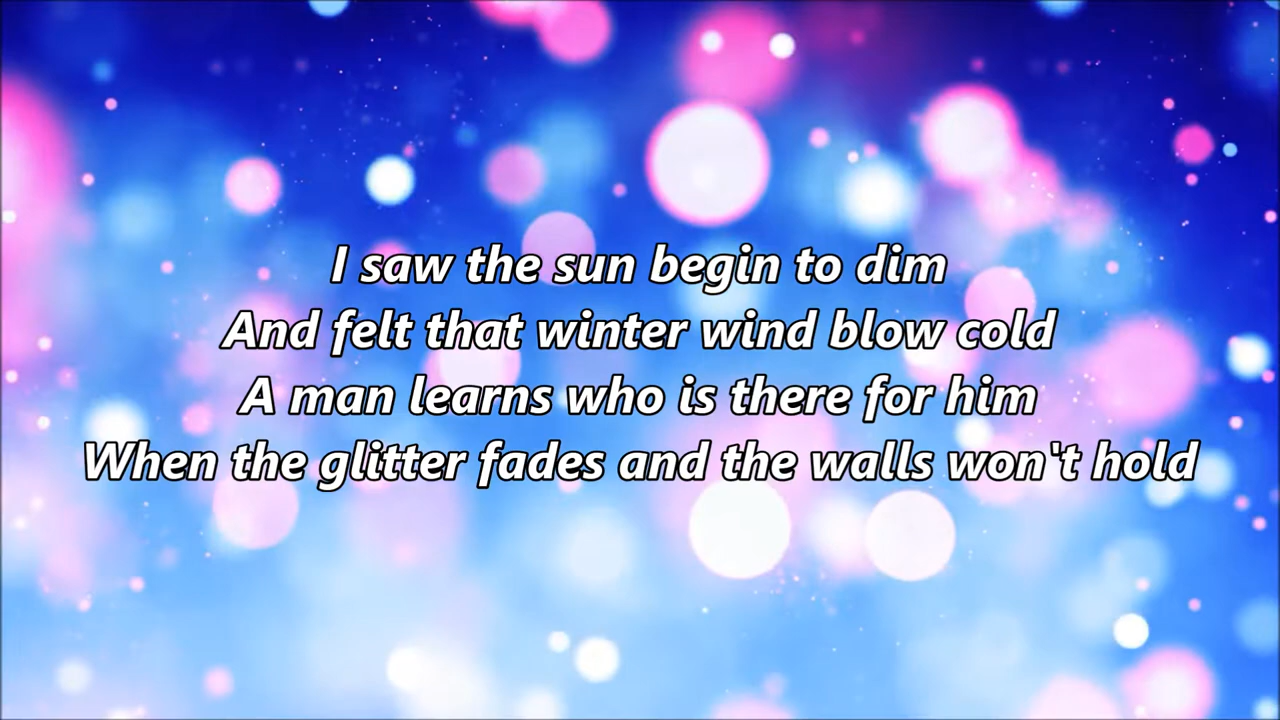 I saw the sun begin to dim
And felt that winter wind blow cold
A man learns who is there for him
When the glitter fades and the walls won't hold